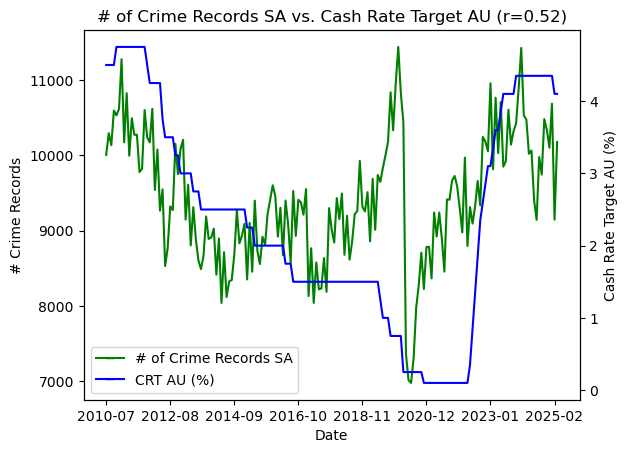 # of Crime Records SA vs. Cash Rate Target AU (r=0.52)
# Crime Records
11000
10000
9000
8000
7000
4
3
2
1
0
Cash Rate Target AU (%)
# of Crime Records SA
CRT AU (%)
2010-07 2012-08 2014-09 2016-10 2018-11 2020-12 2023-01 2025-02
Date